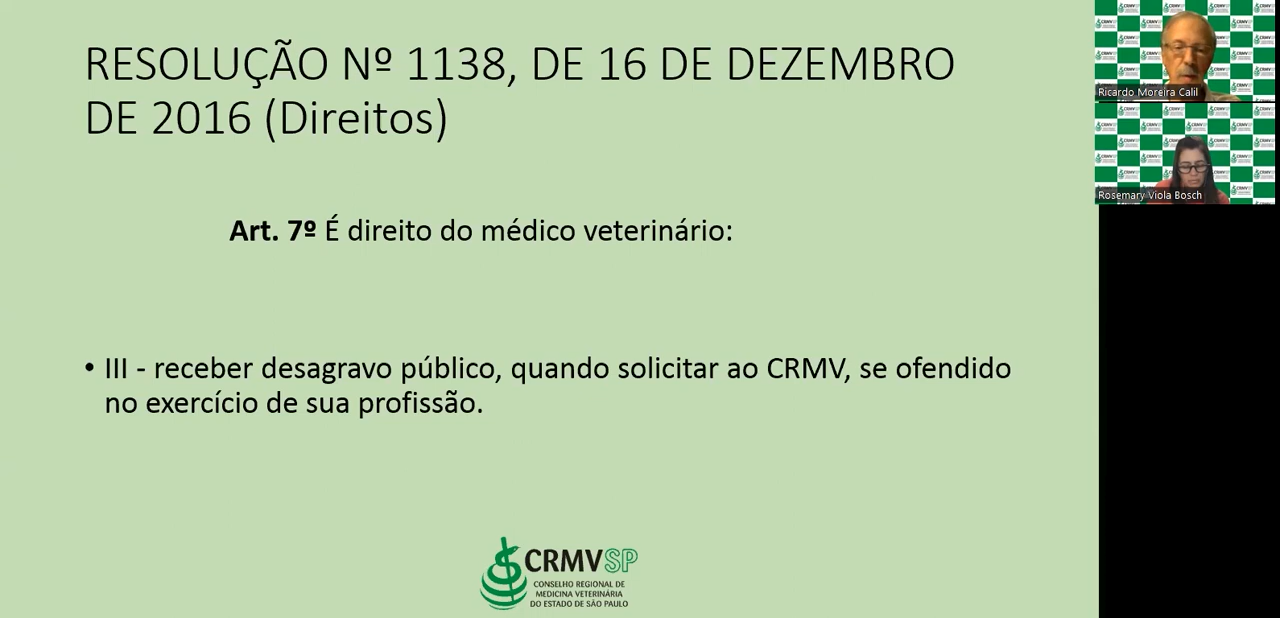 RESOLUÇÃO Nº 1138, DE 16 DE DEZEMBRO
DE 2016 (Direitos)
Art. 7º É direito do médico veterinário:
• III - receber desagravo público, quando solicitar ao CRMV, se ofendido
no exercício de sua profissão.
CRMVSP
CONSELHO REGIONAL DE
MEDICINA VETERINÁRIA
DO ESTADO DE SÃO PAULO
Ricardo Moreira Calil
Rosemary Viola Bosch